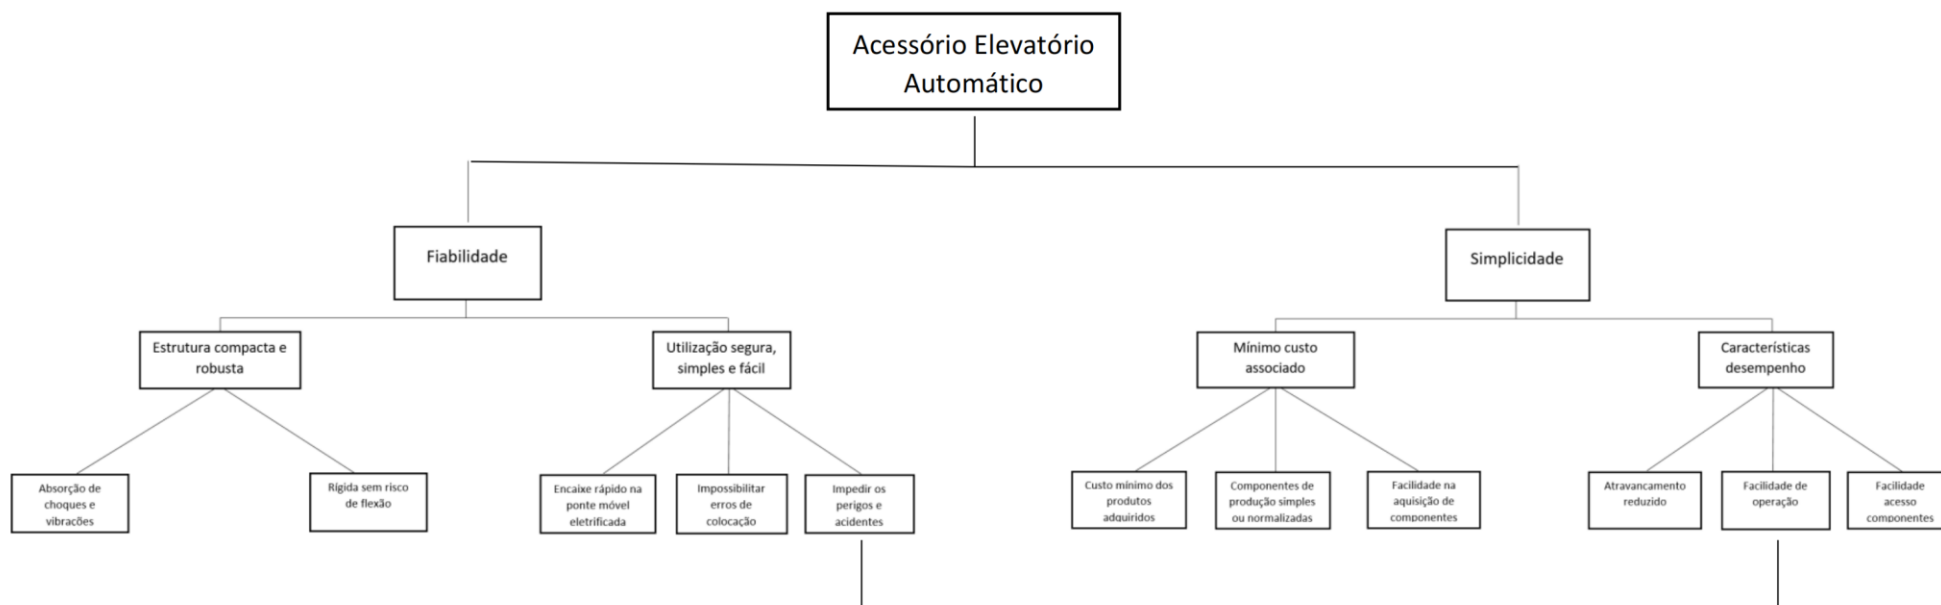 Acessório Elevatório
Automático
Fiabilidade
Simplicidade
Estrutura compacta e
robusta
Utilização segura,
simples e fácil
Mínimo custo
associado
Características
desempenho
Absorção de
choques e
vibrações
Rígida sem risco
de flexão
Encaixe rápido na
ponte móvel
eletrificada
Impossibilitar
erros de
colocação
Impedir os
perigos e
acidentes
Custo mínimo dos
produtos
adquiridos
Componentes de
produção simples
ou normalizadas
Facilidade na
aquisição de
componentes
Atravancamento
reduzido
Facilidade de
operação
Facilidade
acesso
componentes